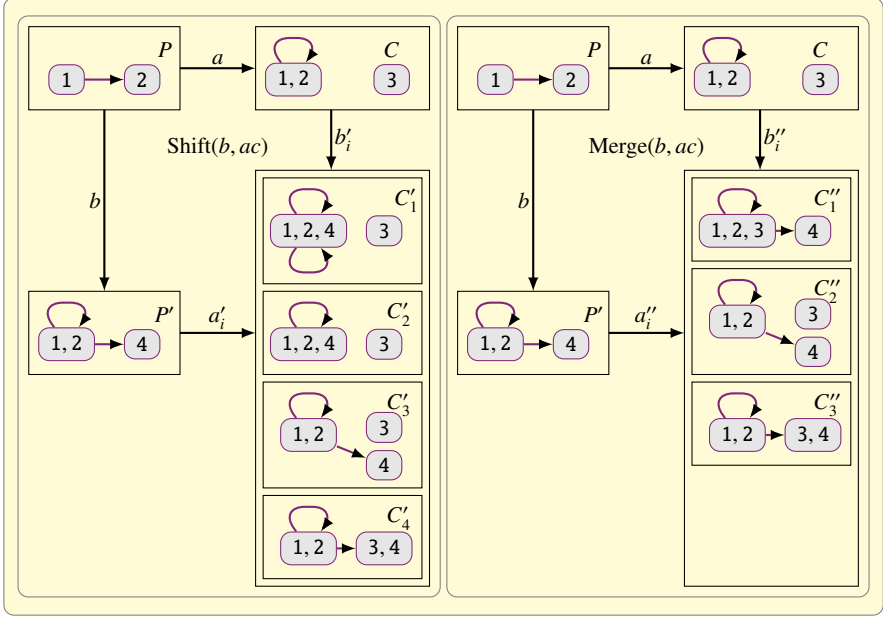 P
1
2
a
C
1, 2
3
Shift(b, ac)
b
b′ᵢ
C′₁
1, 2, 4
3
P′
1, 2
4
a′ᵢ
C′₂
1, 2, 4
3
C′₃
1, 2
3
4
C′₄
1, 2
3, 4
P
1
2
a
C
1, 2
3
Merge(b, ac)
b
b″ᵢ
C″₁
1, 2, 3
4
P′
1, 2
4
a″ᵢ
C″₂
1, 2
3
4
C″₃
1, 2
3, 4